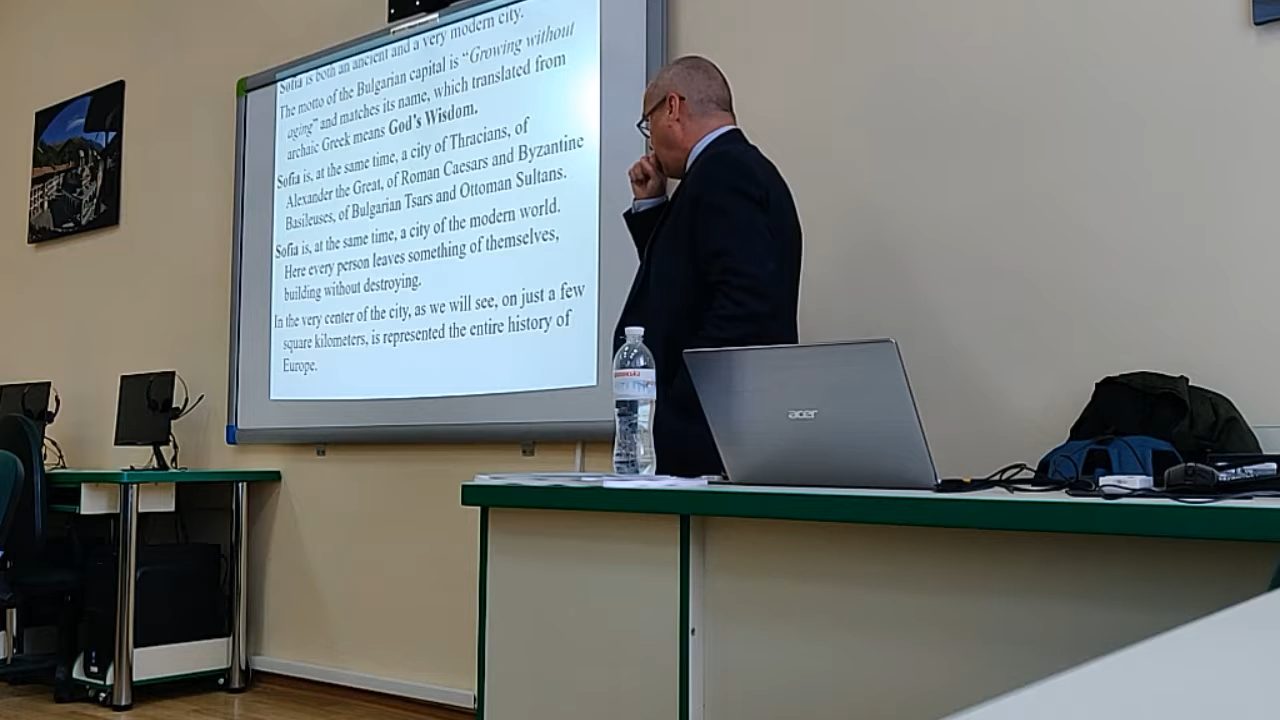 Sofia is both an ancient and a very modern city.
The motto of the Bulgarian capital is “Growing without
aging” and matches its name, which translated from
archaic Greek means God's Wisdom.
Sofia is, at the same time, a city of Thracians, of
Alexander the Great, of Roman Caesars and Byzantine
Basileuses, of Bulgarian Tsars and Ottoman Sultans.
Sofia is, at the same time, a city of the modern world.
Here every person leaves something of themselves,
building without destroying.
In the very center of the city, as we will see, on just a few
square kilometers, is represented the entire history of
Europe.
acer